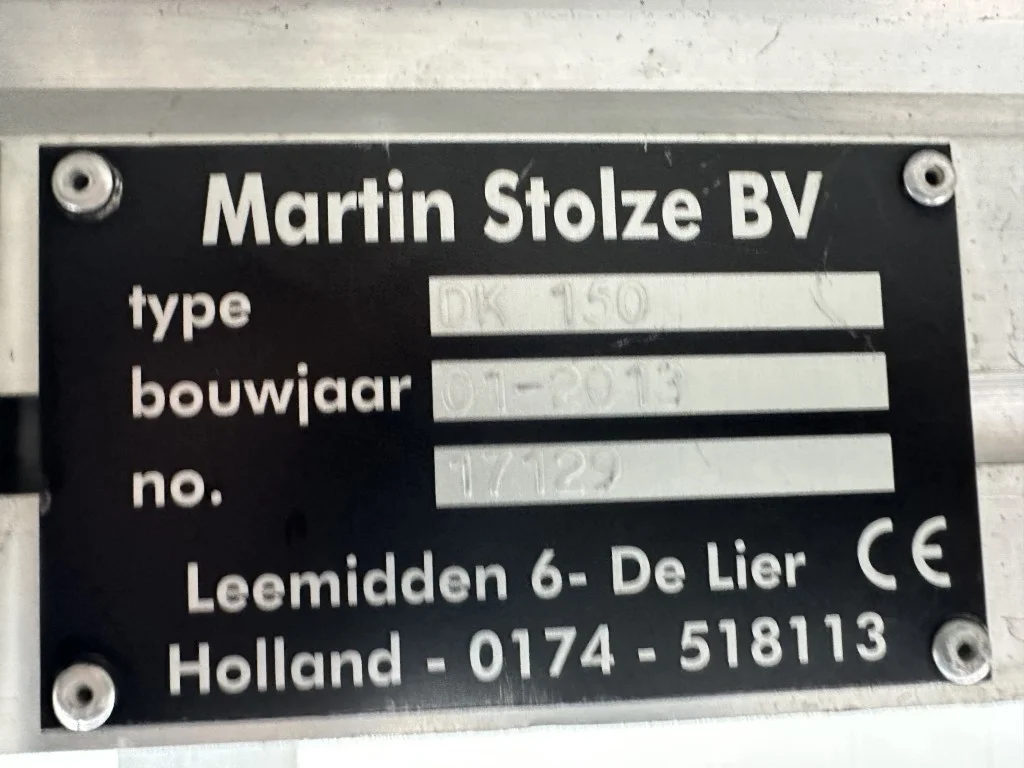 Martin Stolze BV
type DK 150
bouwjaar 01-2013
no. 17129
Leemidden 6- De Lier CE
Holland - 0174 - 518113